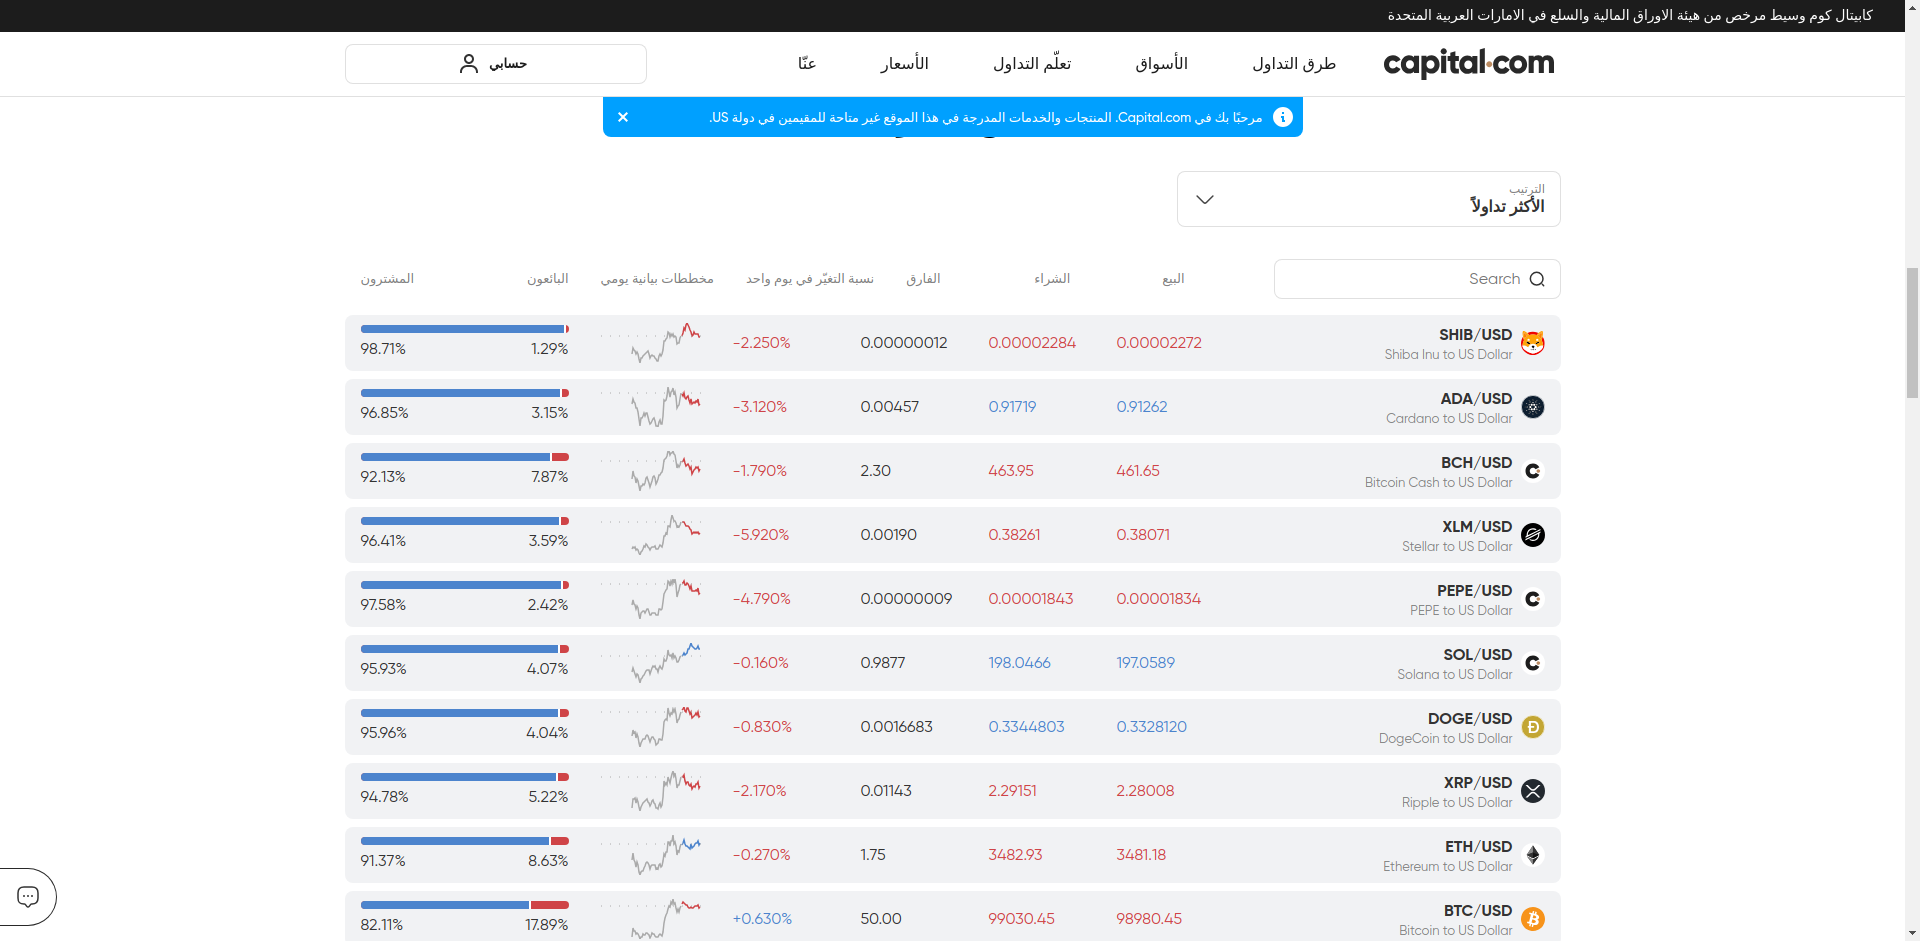 كابيتال كوم وسيط مرخص من هيئة الاوراق المالية والسلع في الامارات العربية المتحدة
capital.com
طرق التداول
الأسواق
تعلّم التداول
الأسعار
عنّا
حسابي
مرحبًا بك في Capital.com. المنتجات والخدمات المدرجة في هذا الموقع غير متاحة للمقيمين في دولة US.
الترتيب
الأكثر تداولاً
Search
البيع
الشراء
الفارق
نسبة التغيّر في يوم واحد
مخططات بيانية يومي
البائعون
المشترون
SHIB/USD
Shiba Inu to US Dollar
0.00002272
0.00002284
0.00000012
-2.250%
1.29%
98.71%
ADA/USD
Cardano to US Dollar
0.91262
0.91719
0.00457
-3.120%
3.15%
96.85%
BCH/USD
Bitcoin Cash to US Dollar
461.65
463.95
2.30
-1.790%
7.87%
92.13%
XLM/USD
Stellar to US Dollar
0.38071
0.38261
0.00190
-5.920%
3.59%
96.41%
PEPE/USD
PEPE to US Dollar
0.00001834
0.00001843
0.00000009
-4.790%
2.42%
97.58%
SOL/USD
Solana to US Dollar
197.0589
198.0466
0.9877
-0.160%
4.07%
95.93%
DOGE/USD
DogeCoin to US Dollar
0.3328120
0.3344803
0.0016683
-0.830%
4.04%
95.96%
XRP/USD
Ripple to US Dollar
2.28008
2.29151
0.01143
-2.170%
5.22%
94.78%
ETH/USD
Ethereum to US Dollar
3481.18
3482.93
1.75
-0.270%
8.63%
91.37%
BTC/USD
Bitcoin to US Dollar
98980.45
99030.45
50.00
+0.630%
17.89%
82.11%